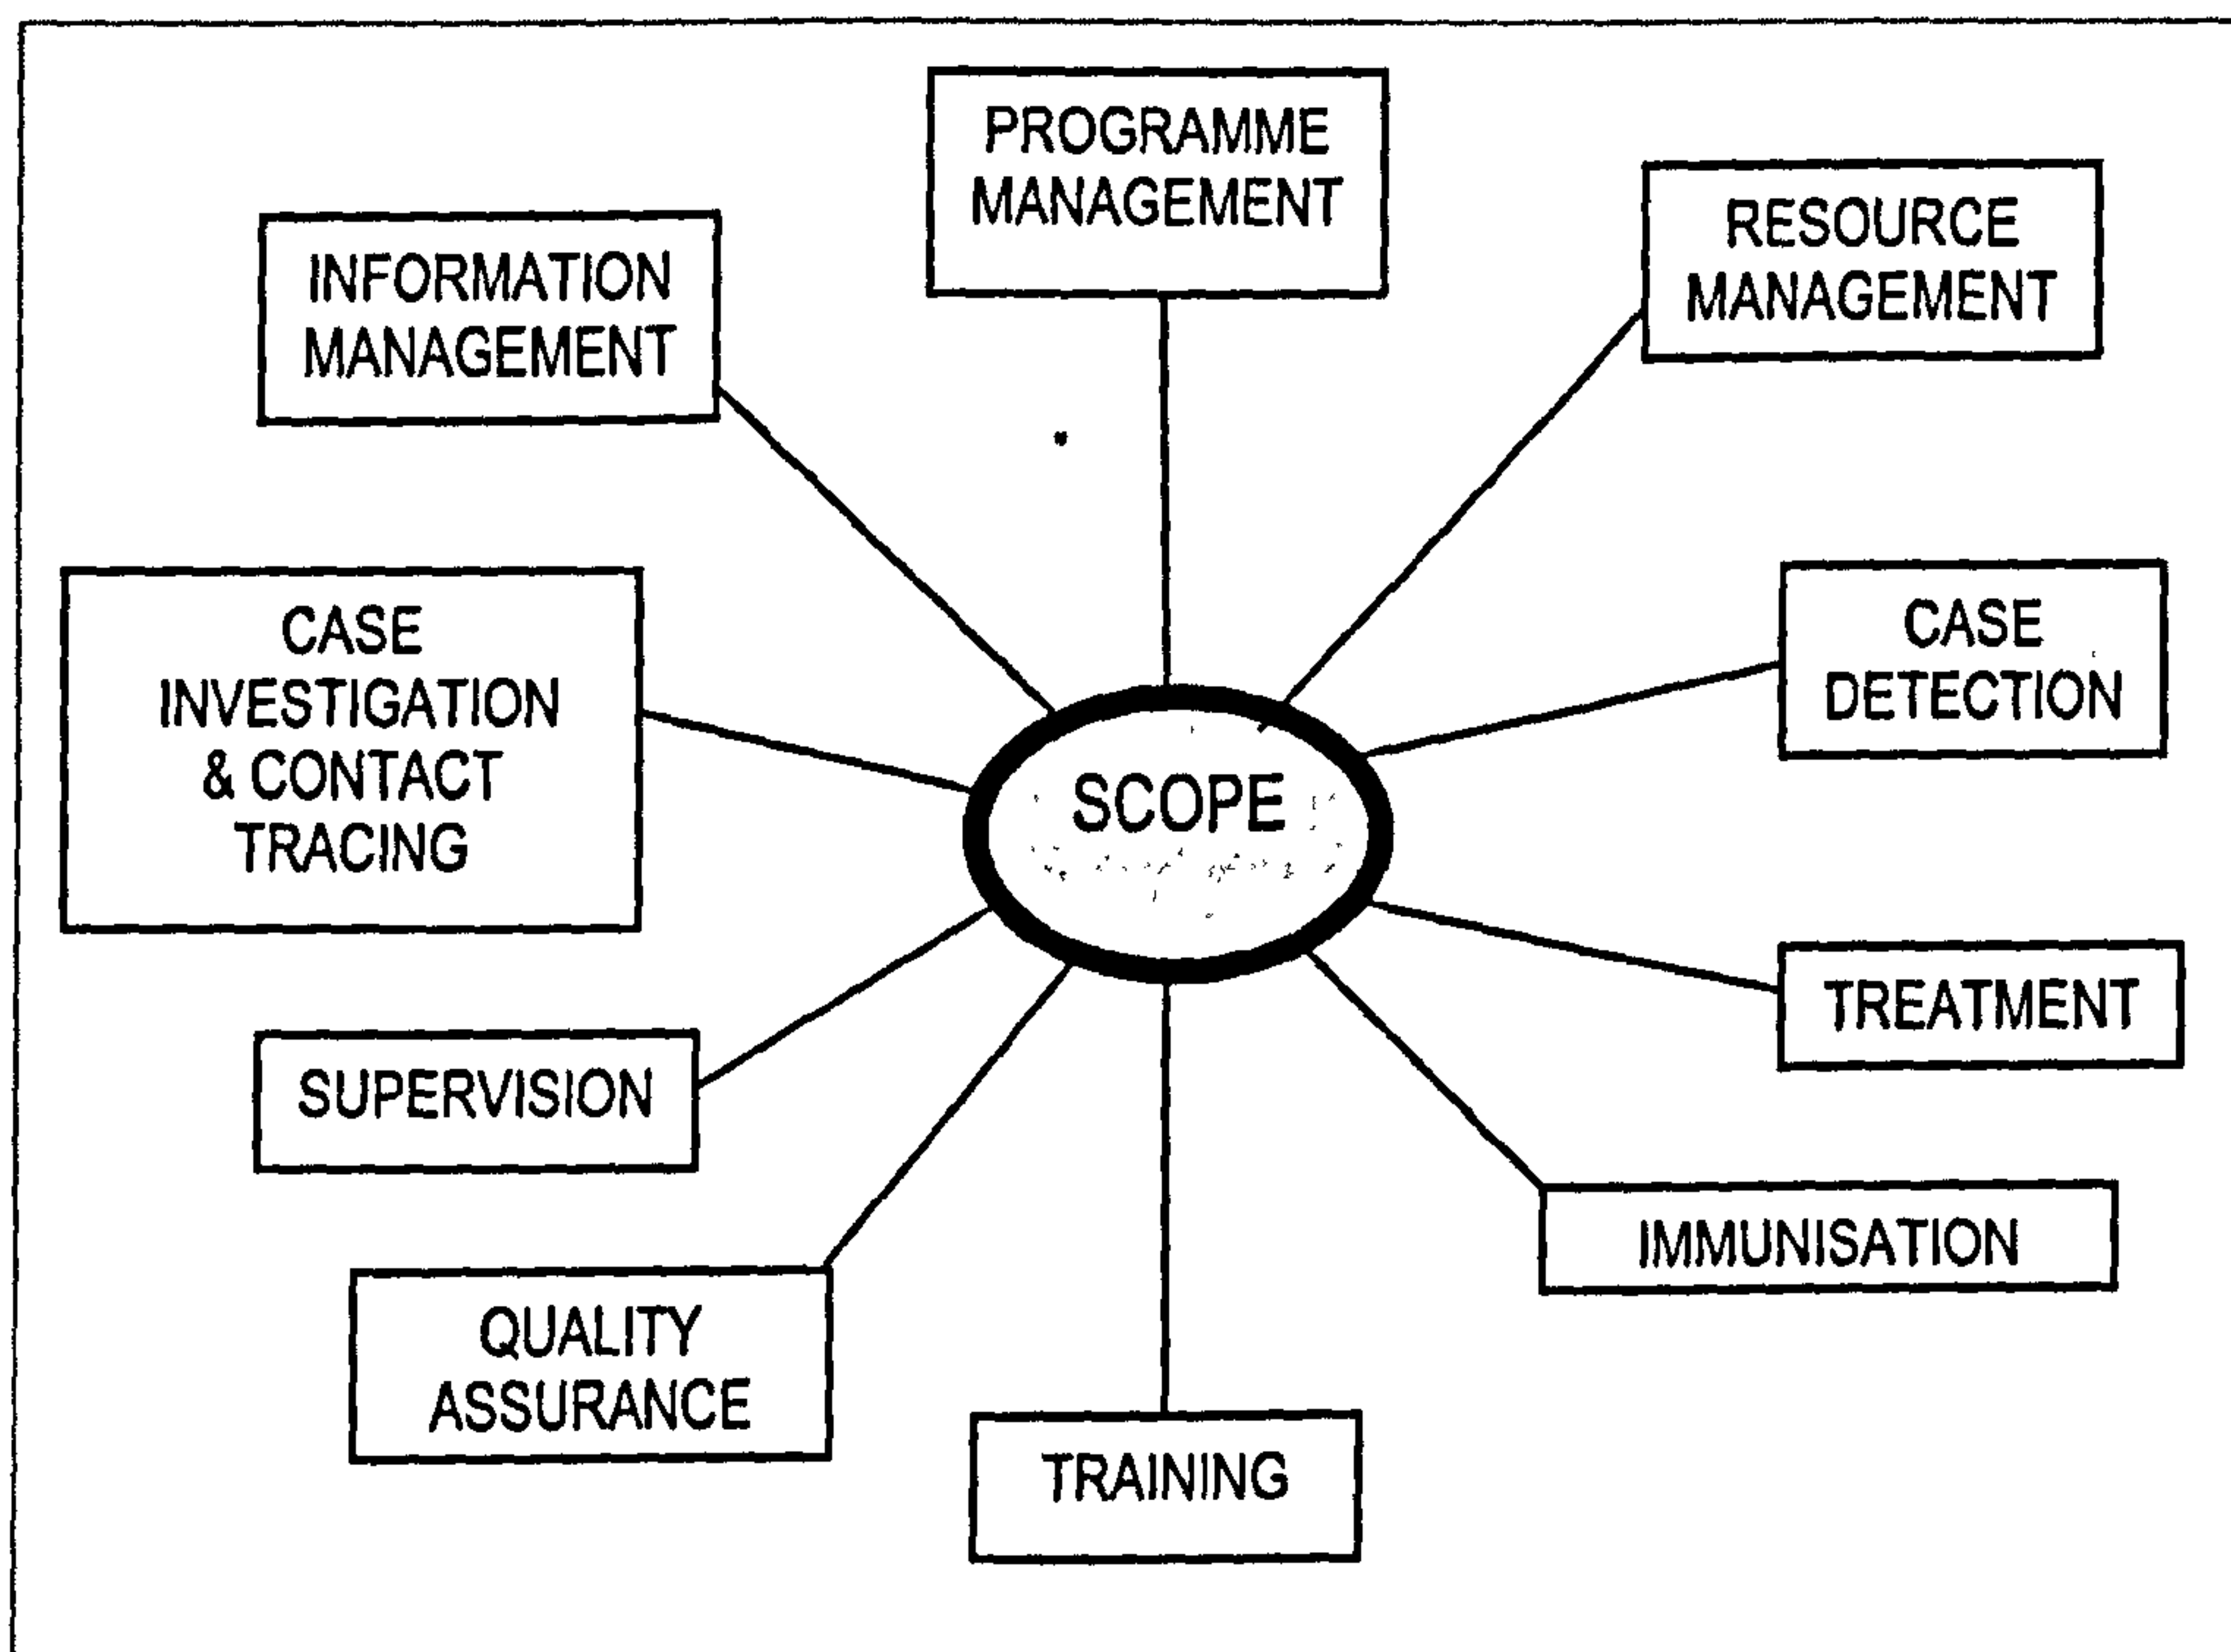 PROGRAMME
MANAGEMENT
RESOURCE
MANAGEMENT
INFORMATION
MANAGEMENT
CASE
INVESTIGATION
& CONTACT
TRACING
CASE
DETECTION
SCOPE
TREATMENT
SUPERVISION
IMMUNISATION
QUALITY
ASSURANCE
TRAINING